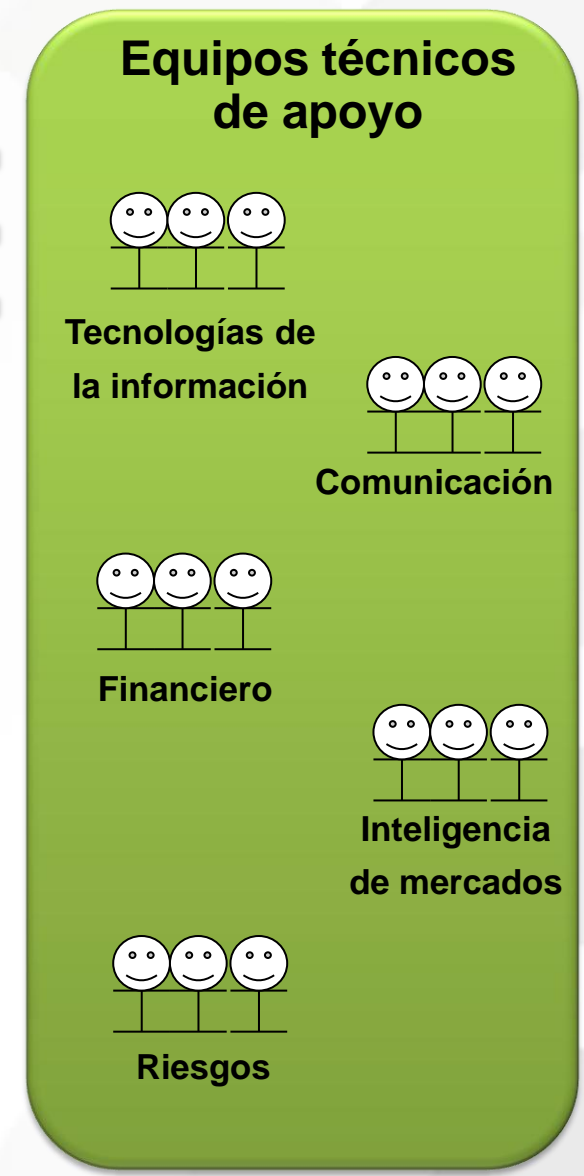 Equipos técnicos
de apoyo
Tecnologías de
la información
Comunicación
Financiero
Inteligencia
de mercados
Riesgos